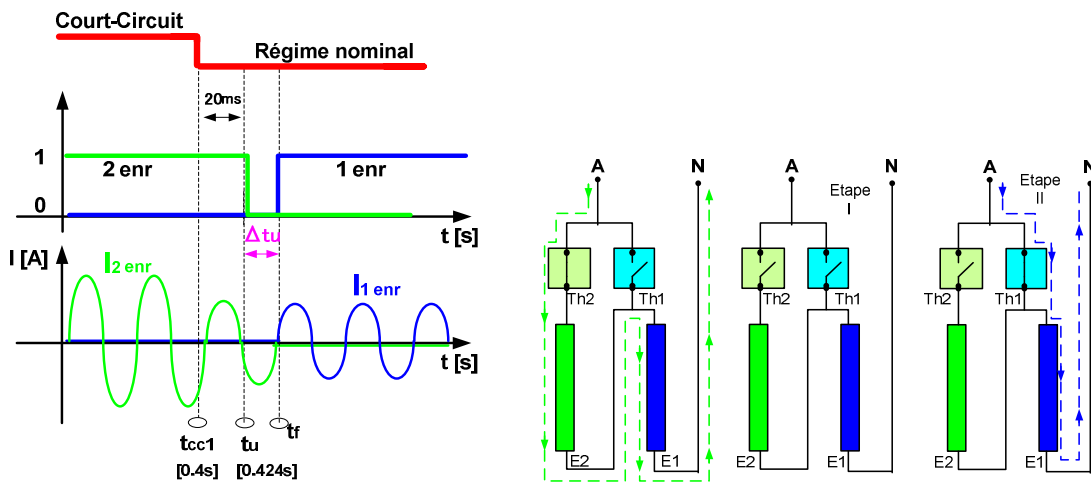 Court-Circuit
Régime nominal
20ms
1
2 enr
1 enr
0
t [s]
Δtu
I [A]
I2 enr
I1 enr
t [s]
tcc1
tu
tf
[0.4s]
[0.424s]
A
N
Th2
Th1
E2
E1
A
N
Etape
I
Th2
Th1
E2
E1
A
N
Etape
II
Th2
Th1
E2
E1